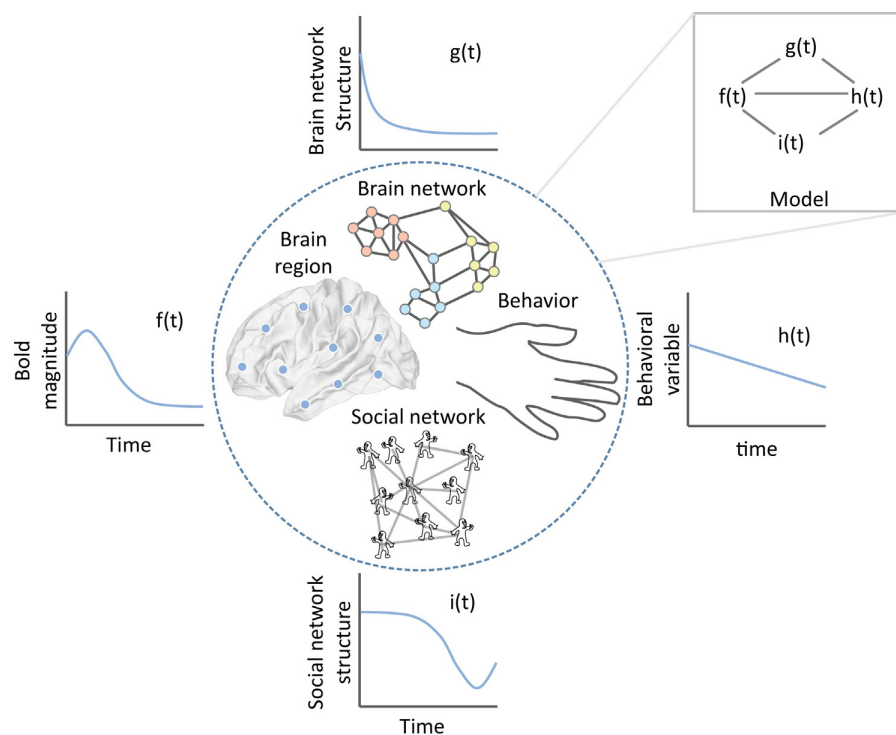 Brain network
Structure
g(t)
g(t)
f(t)
h(t)
i(t)
Model
Brain network
Brain
region
Behavior
Social network
Bold
magnitude
f(t)
Time
Behavioral
variable
h(t)
time
Social network
structure
i(t)
Time